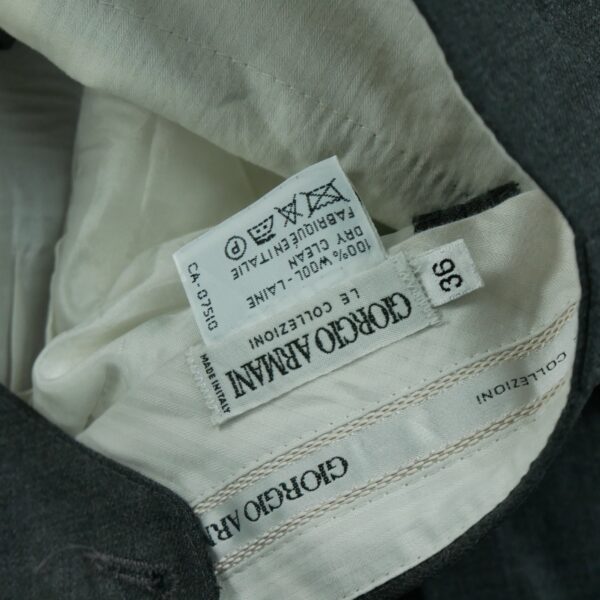 GIORGIO ARMANI
LE COLLEZIONI
MADE IN ITALY
36
100% WOOL-LAINE
DRY CLEAN
FABRIQUÉ EN ITALIE
P
CA-07510
GIORGIO AR
COLLEZIONI